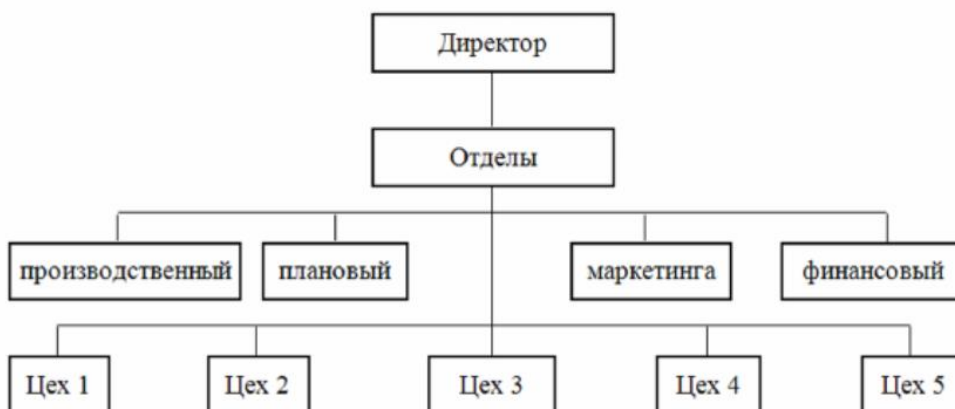 Директор
Отделы
производственный
плановый
маркетинга
финансовый
Цех 1
Цех 2
Цех 3
Цех 4
Цех 5